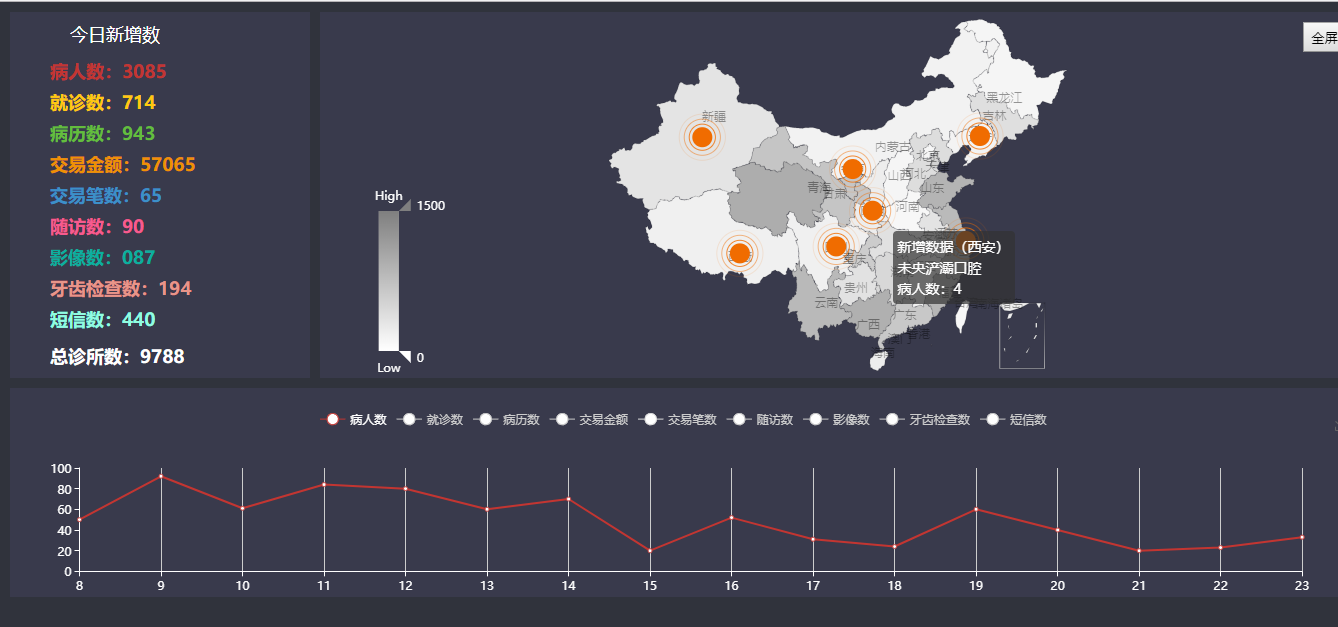 今日新增数
病人数：3085
就诊数：714
病历数：943
交易金额：57065
交易笔数：65
随访数：90
影像数：087
牙齿检查数：194
短信数：440
总诊所数：9788
全屏
High
1500
0
Low
新疆
黑龙江
吉林
内蒙古
北京
山西
河北
山东
青海
甘肃
河南
重庆
贵州
云南
广西
广东
新增数据（西安）
未央浐灞口腔
病人数：4
病人数 就诊数 病历数 交易金额 交易笔数 随访数 影像数 牙齿检查数 短信数
100
80
60
40
20
0
8 9 10 11 12 13 14 15 16 17 18 19 20 21 22 23